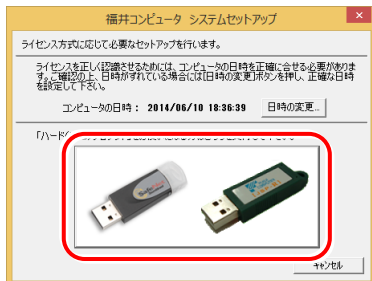 福井コンピュータ システムセットアップ
ライセンス方式に応じて必要なセットアップを行います。
ライセンスを正しく認識させるためには、コンピュータの日時を正確に合せる必要がありま
す。ご確認の上、日時がずれている場合には[日時の変更]ボタンを押し、正確な日時
を設定して下さい。
コンピュータの日時： 2014/06/10 18:36:39 日時の変更..
キャンセル